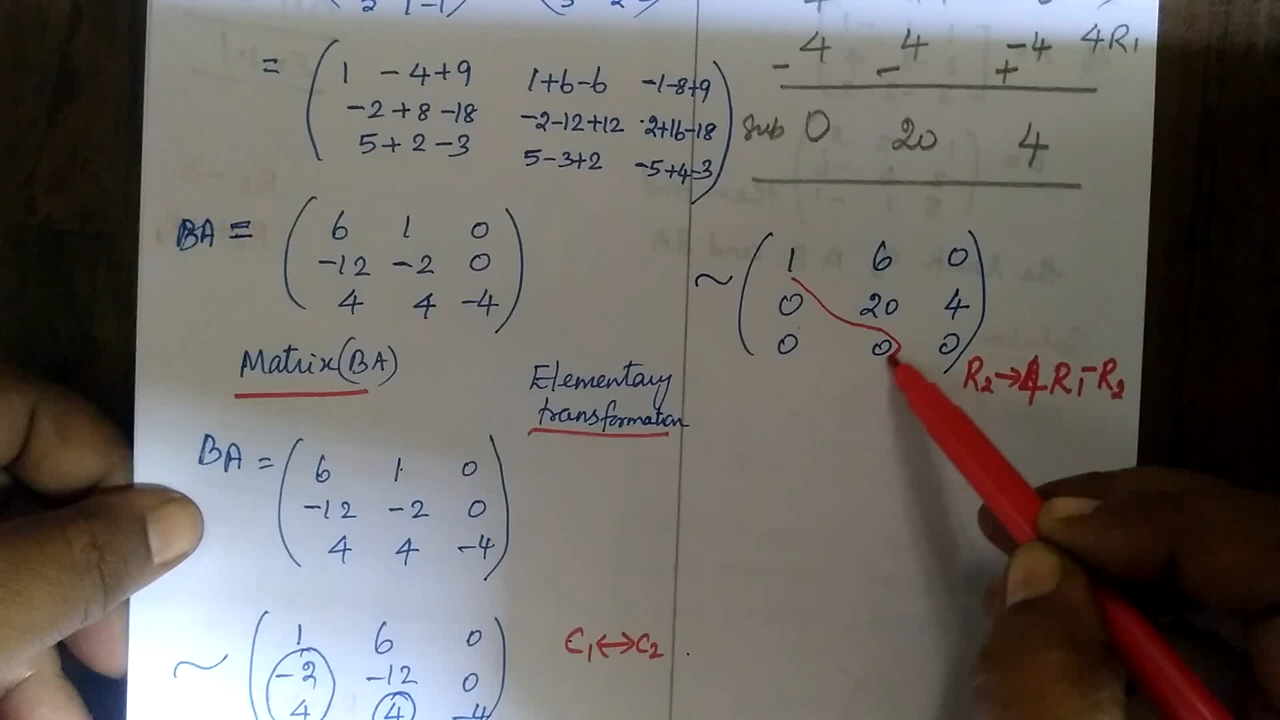 = ( 1 -4+9 1+6-6 -1-8+9
-2+8-18 -2-12+12 -2+16-18
5+2-3 5-3+2 -5+4-3 )
BA = ( 6 1 0
-12 -2 0
4 4 -4 )
Matrix(BA)
Elementary
transformation
BA = ( 6 1 0
-12 -2 0
4 4 -4 )
~ ( 1 6 0
-2 -12 0
4 4 -4
C1↔C2
4 4 -4 4R1
- - +
Sub 0 20 4
~ ( 1 6 0
0 20 4
0 0 0 )
R2→4R1-R2